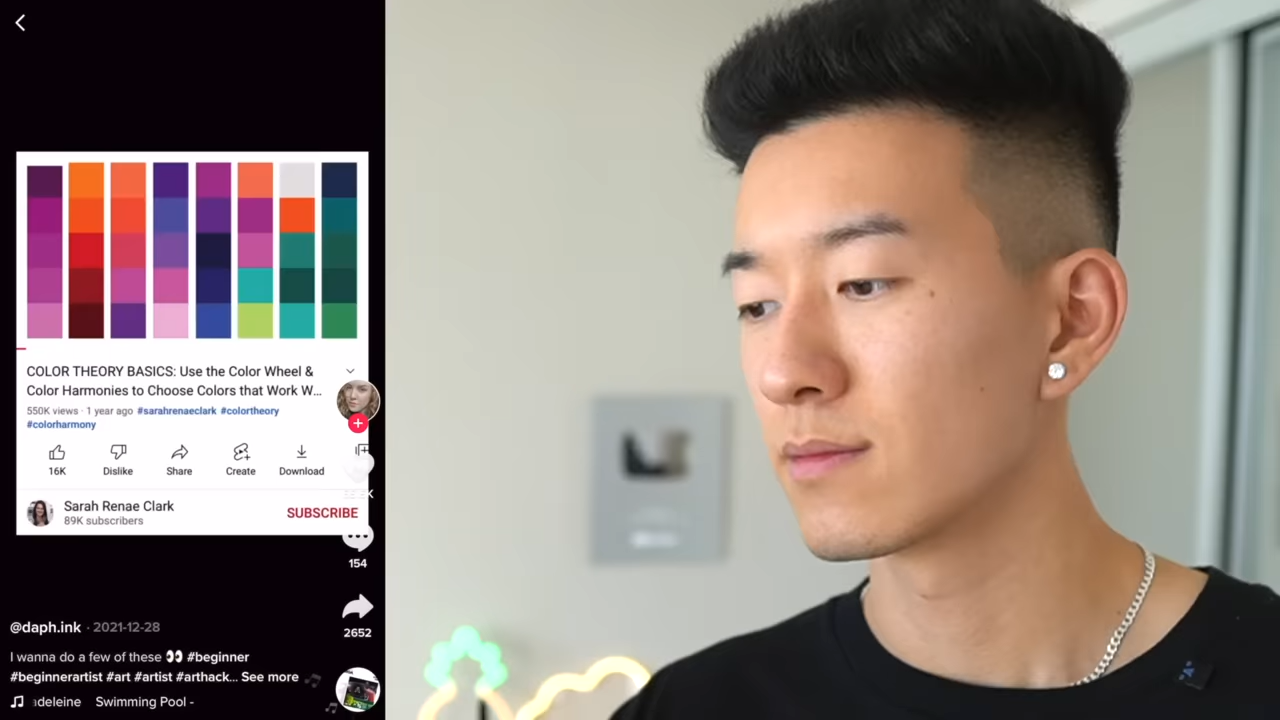 COLOR THEORY BASICS: Use the Color Wheel &
Color Harmonies to Choose Colors that Work W...
550K views · 1 year ago #sarahrenaeclark #colortheory
#colorharmony
16K
Dislike
Share
Create
Download
Sarah Renae Clark
89K subscribers
SUBSCRIBE
154
2652
@daph.ink · 2021-12-28
I wanna do a few of these 👀 #beginner
#beginnerartist #art #artist #arthack... See more
adeleine Swimming Pool -